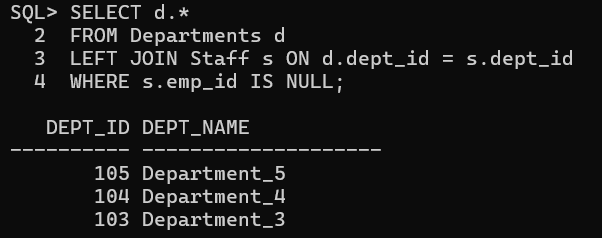 SQL> SELECT d.*
  2  FROM Departments d
  3  LEFT JOIN Staff s ON d.dept_id = s.dept_id
  4  WHERE s.emp_id IS NULL;

   DEPT_ID DEPT_NAME
---------- --------------------
       105 Department_5
       104 Department_4
       103 Department_3